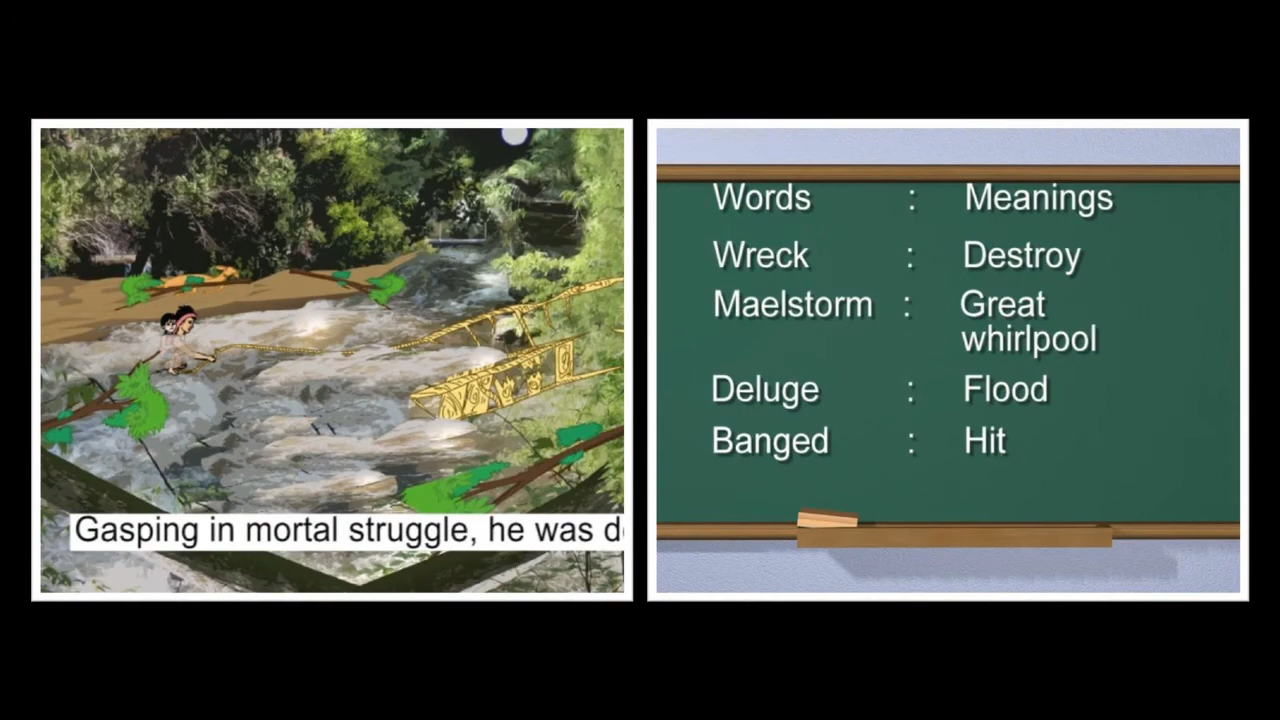 Gasping in mortal struggle, he was
Words : Meanings
Wreck : Destroy
Maelstorm : Great
whirlpool
Deluge : Flood
Banged : Hit